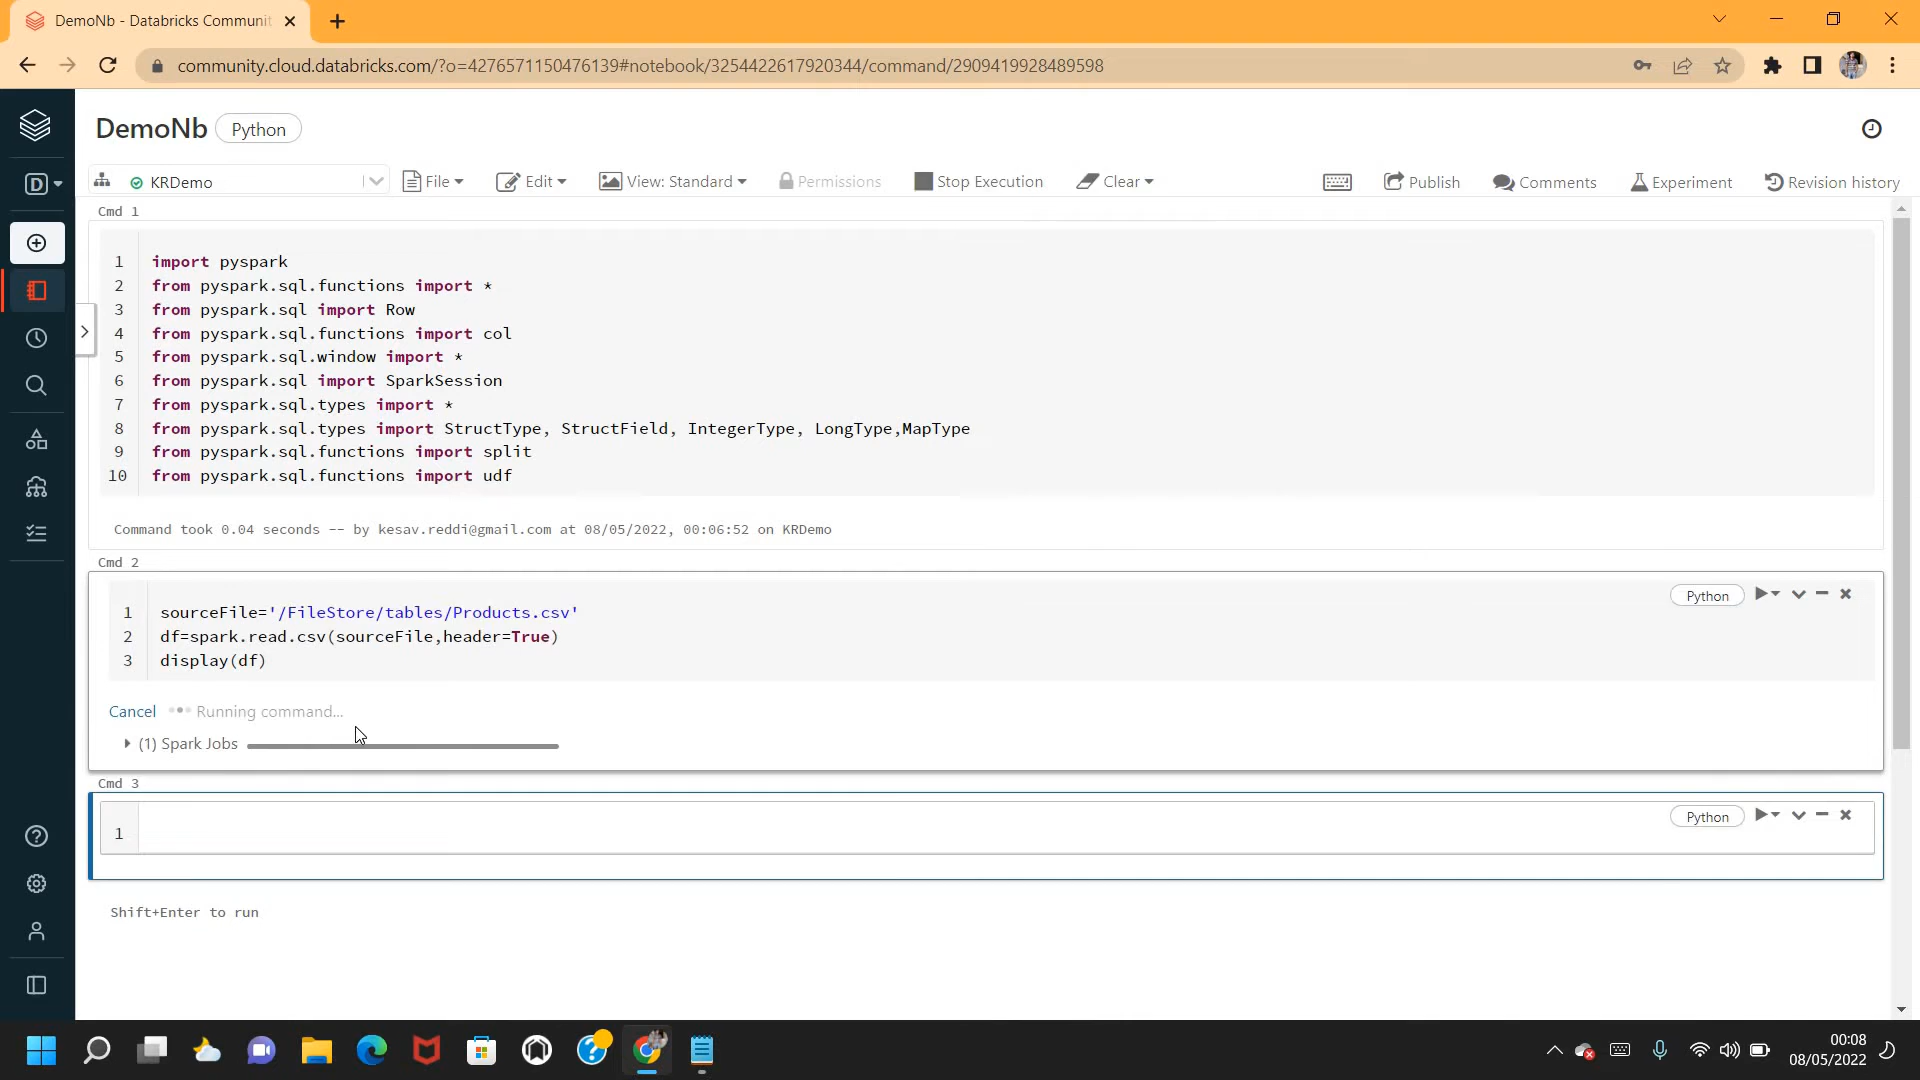 DemoNb - Databricks Communit
community.cloud.databricks.com/?o=4276571150476139#notebook/3254422617920344/command/2909419928489598
DemoNb Python
D KRDemo File Edit View: Standard Permissions Stop Execution Clear Publish Comments Experiment Revision history
Cmd 1
1 import pyspark
2 from pyspark.sql.functions import *
3 from pyspark.sql import Row
4 from pyspark.sql.functions import col
5 from pyspark.sql.window import *
6 from pyspark.sql import SparkSession
7 from pyspark.sql.types import *
8 from pyspark.sql.types import StructType, StructField, IntegerType, LongType,MapType
9 from pyspark.sql.functions import split
10 from pyspark.sql.functions import udf
Command took 0.04 seconds -- by kesav.reddi@gmail.com at 08/05/2022, 00:06:52 on KRDemo
Cmd 2
Python
1 sourceFile='/FileStore/tables/Products.csv'
2 df=spark.read.csv(sourceFile,header=True)
3 display(df)
Cancel Running command...
(1) Spark Jobs
Cmd 3
Python
1
Shift+Enter to run
00:08
08/05/2022